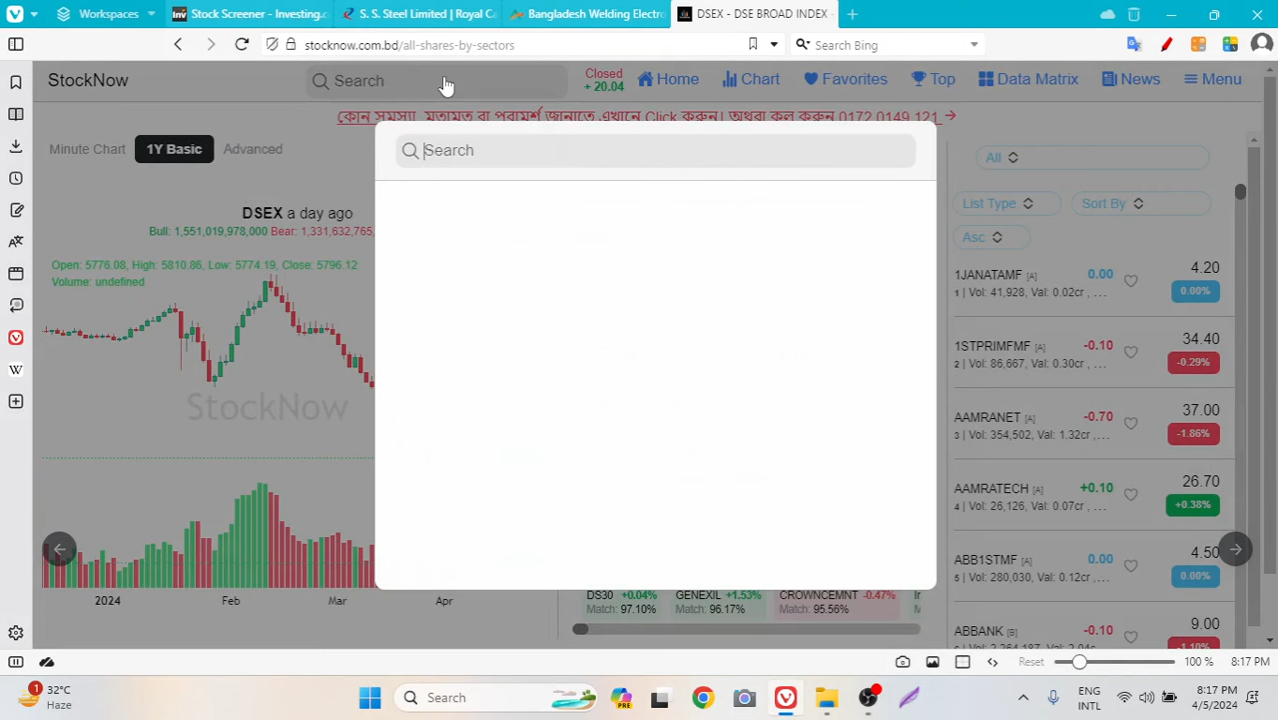 Workspaces
Stock Screener - Investing.c
S. S. Steel Limited | Royal Ca
Bangladesh Welding Electro
DSEX - DSE BROAD INDEX -
stocknow.com.bd/all-shares-by-sectors
Search Bing
StockNow
Search
Closed
+ 20.04
Home
Chart
Favorites
Top
Data Matrix
News
Menu
কোন সমস্যা, মতামত বা পরামর্শ জানাতে এখানে Click করুন। অথবা কল করুন 0172 0149 121
Minute Chart
1Y Basic
Advanced
Search
All
DSEX a day ago
Bull: 1,551,019,978,000 Bear: 1,331,632,765,
Open: 5776.08, High: 5810.86, Low: 5774.19, Close: 5796.12
Volume: undefined
StockNow
2024
Feb
Mar
Apr
List Type
Sort By
Asc
1JANATAMF [A]
0.00
4.20
1 | Vol: 41,928, Val: 0.02cr , ...
0.00%
1STPRIMFMF [A]
-0.10
34.40
2 | Vol: 86,667, Val: 0.30cr , ...
-0.29%
AAMRANET [A]
-0.70
37.00
3 | Vol: 354,502, Val: 1.32cr , ...
-1.86%
AAMRATECH [A]
+0.10
26.70
4 | Vol: 26,126, Val: 0.07cr , ...
+0.38%
ABB1STMF [A]
0.00
4.50
5 | Vol: 280,030, Val: 0.12cr , ...
0.00%
ABBANK [B]
-0.10
9.00
-1.10%
DS30 +0.04%
Match: 97.10%
GENEXIL +1.53%
Match: 96.17%
CROWNCEMNT -0.47%
Match: 95.56%
Reset
100 %
8:17 PM
1
32°C
Haze
Search
PRE
ENG
INTL
8:17 PM
4/5/2024